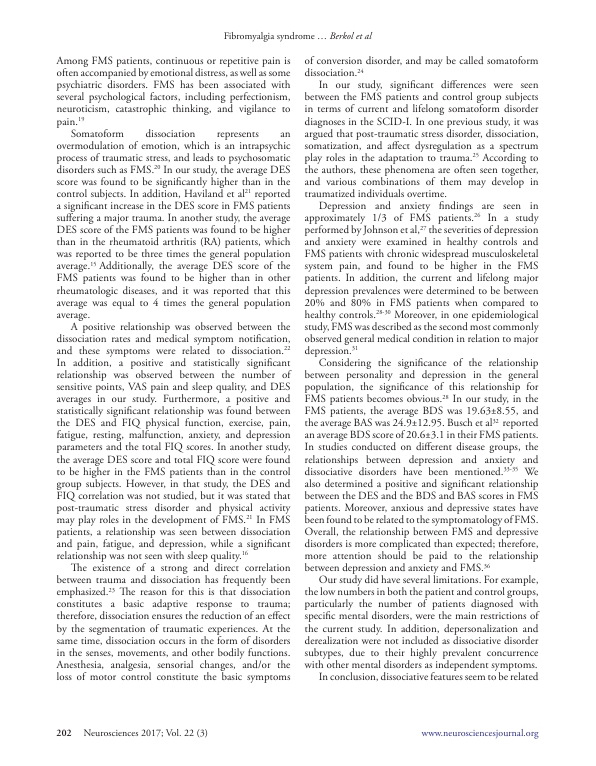 Fibromyalgia syndrome … Berkol et al
Among FMS patients, continuous or repetitive pain is
often accompanied by emotional distress, as well as some
psychiatric disorders. FMS has been associated with
several psychological factors, including perfectionism,
neuroticism, catastrophic thinking, and vigilance to
pain.19
Somatoform dissociation represents an
overmodulation of emotion, which is an intrapsychic
process of traumatic stress, and leads to psychosomatic
disorders such as FMS.20 In our study, the average DES
score was found to be significantly higher than in the
control subjects. In addition, Haviland et al21 reported
a significant increase in the DES score in FMS patients
suffering a major trauma. In another study, the average
DES score of the FMS patients was found to be higher
than in the rheumatoid arthritis (RA) patients, which
was reported to be three times the general population
average.15 Additionally, the average DES score of the
FMS patients was found to be higher than in other
rheumatologic diseases, and it was reported that this
average was equal to 4 times the general population
average.
A positive relationship was observed between the
dissociation rates and medical symptom notification,
and these symptoms were related to dissociation.22
In addition, a positive and statistically significant
relationship was observed between the number of
sensitive points, VAS pain and sleep quality, and DES
averages in our study. Furthermore, a positive and
statistically significant relationship was found between
the DES and FIQ physical function, exercise, pain,
fatigue, resting, malfunction, anxiety, and depression
parameters and the total FIQ scores. In another study,
the average DES score and total FIQ score were found
to be higher in the FMS patients than in the control
group subjects. However, in that study, the DES and
FIQ correlation was not studied, but it was stated that
post-traumatic stress disorder and physical activity
may play roles in the development of FMS.21 In FMS
patients, a relationship was seen between dissociation
and pain, fatigue, and depression, while a significant
relationship was not seen with sleep quality.16
The existence of a strong and direct correlation
between trauma and dissociation has frequently been
emphasized.23 The reason for this is that dissociation
constitutes a basic adaptive response to trauma;
therefore, dissociation ensures the reduction of an effect
by the segmentation of traumatic experiences. At the
same time, dissociation occurs in the form of disorders
in the senses, movements, and other bodily functions.
Anesthesia, analgesia, sensorial changes, and/or the
loss of motor control constitute the basic symptoms
of conversion disorder, and may be called somatoform
dissociation.24
In our study, significant differences were seen
between the FMS patients and control group subjects
in terms of current and lifelong somatoform disorder
diagnoses in the SCID-I. In one previous study, it was
argued that post-traumatic stress disorder, dissociation,
somatization, and affect dysregulation as a spectrum
play roles in the adaptation to trauma.25 According to
the authors, these phenomena are often seen together,
and various combinations of them may develop in
traumatized individuals overtime.
Depression and anxiety findings are seen in
approximately 1/3 of FMS patients.26 In a study
performed by Johnson et al,27 the severities of depression
and anxiety were examined in healthy controls and
FMS patients with chronic widespread musculoskeletal
system pain, and found to be higher in the FMS
patients. In addition, the current and lifelong major
depression prevalences were determined to be between
20% and 80% in FMS patients when compared to
healthy controls.28-30 Moreover, in one epidemiological
study, FMS was described as the second most commonly
observed general medical condition in relation to major
depression.31
Considering the significance of the relationship
between personality and depression in the general
population, the significance of this relationship for
FMS patients becomes obvious.28 In our study, in the
FMS patients, the average BDS was 19.63±8.55, and
the average BAS was 24.9±12.95. Busch et al32 reported
an average BDS score of 20.6±3.1 in their FMS patients.
In studies conducted on different disease groups, the
relationships between depression and anxiety and
dissociative disorders have been mentioned.33-35 We
also determined a positive and significant relationship
between the DES and the BDS and BAS scores in FMS
patients. Moreover, anxious and depressive states have
been found to be related to the symptomatology of FMS.
Overall, the relationship between FMS and depressive
disorders is more complicated than expected; therefore,
more attention should be paid to the relationship
between depression and anxiety and FMS.36
Our study did have several limitations. For example,
the low numbers in both the patient and control groups,
particularly the number of patients diagnosed with
specific mental disorders, were the main restrictions of
the current study. In addition, depersonalization and
derealization were not included as dissociative disorder
subtypes, due to their highly prevalent concurrence
with other mental disorders as independent symptoms.
In conclusion, dissociative features seem to be related
202 Neurosciences 2017; Vol. 22 (3)
www.neurosciencesjournal.org